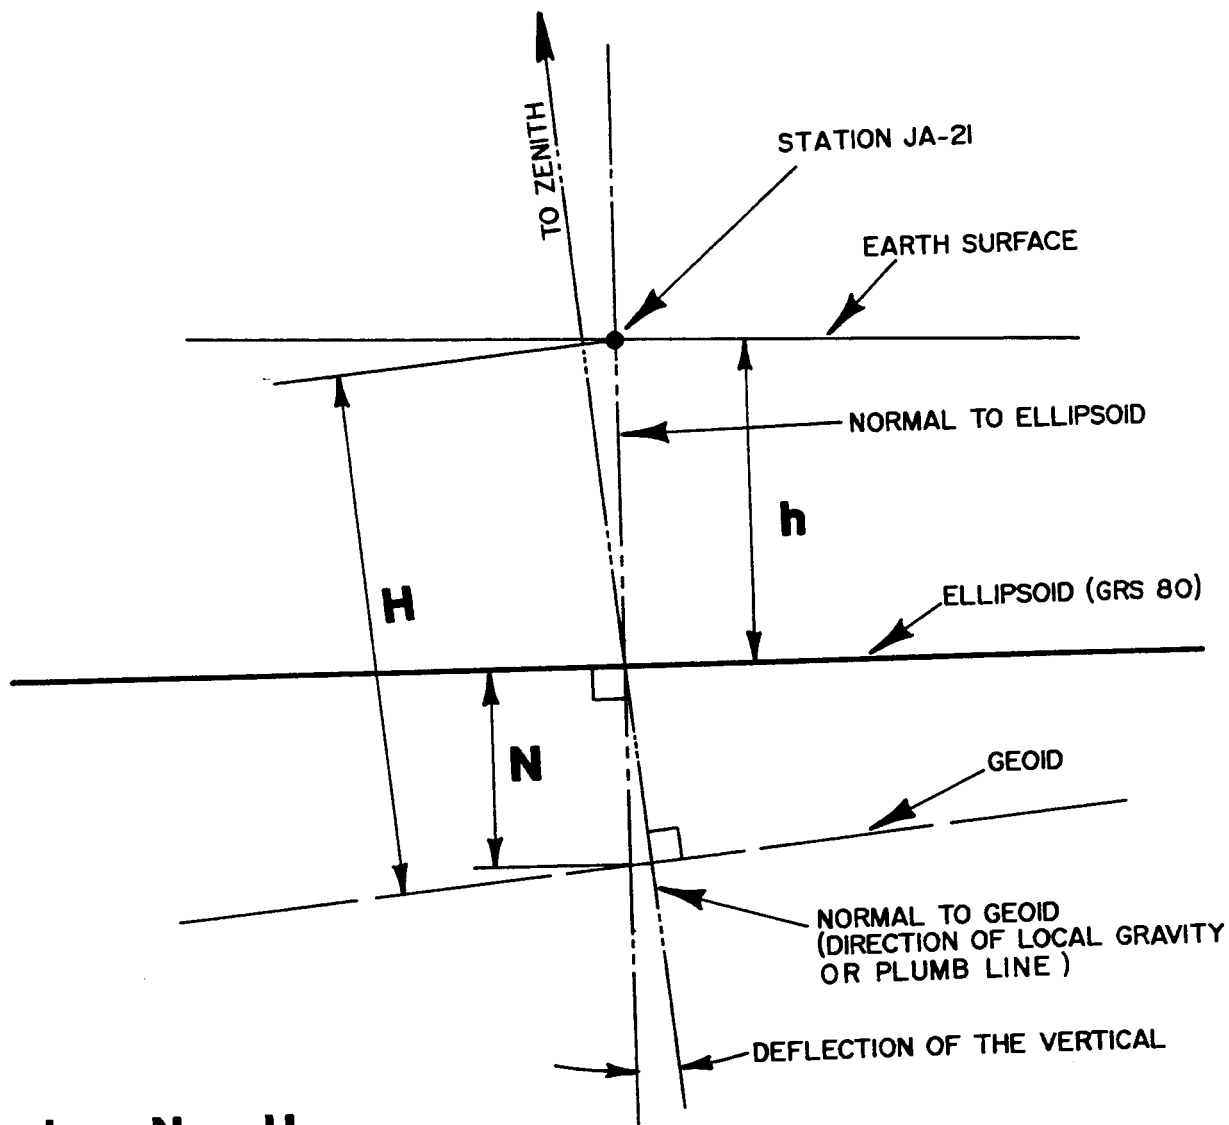 TO ZENITH
STATION JA-21
EARTH SURFACE
NORMAL TO ELLIPSOID
h
H
ELLIPSOID (GRS 80)
N
GEOID
NORMAL TO GEOID
(DIRECTION OF LOCAL GRAVITY
OR PLUMB LINE)
DEFLECTION OF THE VERTICAL